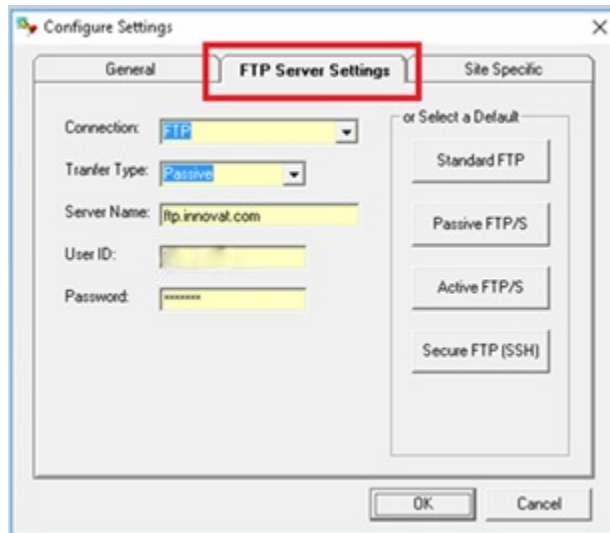 Configure Settings
General
FTP Server Settings
Site Specific
Connection:
FTP
Tranfer Type:
Passive
Server Name:
ftp.innovat.com
User ID:
Password:
*******
or Select a Default
Standard FTP
Passive FTP/S
Active FTP/S
Secure FTP (SSH)
OK
Cancel